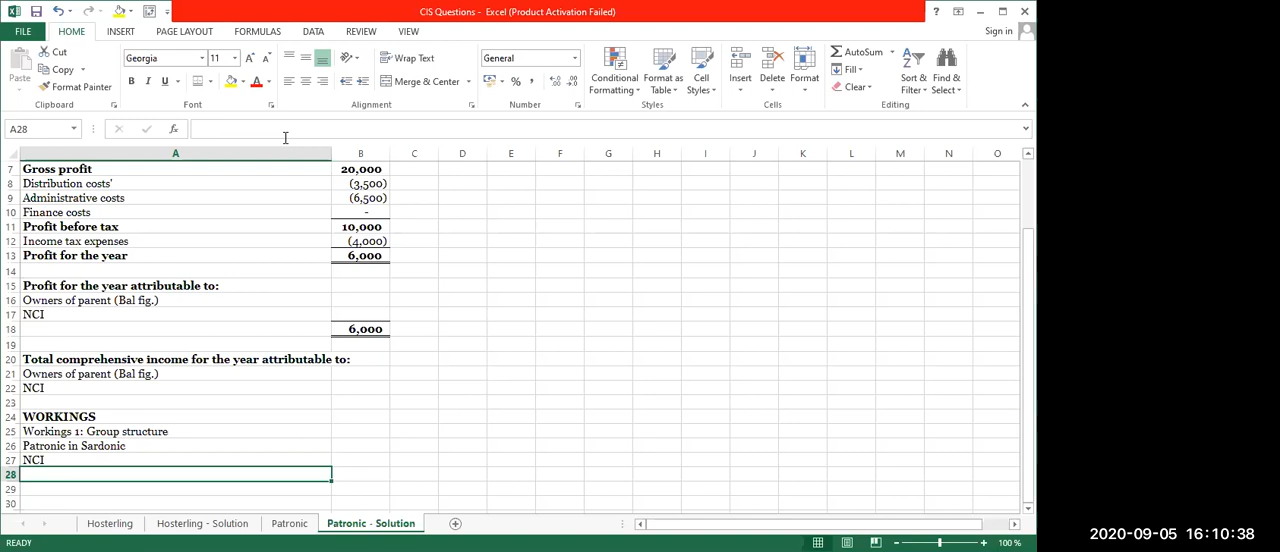 CIS Questions - Excel (Product Activation Failed)
FILE HOME INSERT PAGE LAYOUT FORMULAS DATA REVIEW VIEW Sign in
Paste
Cut
Copy
Format Painter
Clipboard
Georgia 11
B I U
Font
Wrap Text
Merge & Center
Alignment
General
%
Number
Conditional Formatting
Format as Table
Cell Styles
Styles
Insert Delete Format
Cells
AutoSum
Fill
Clear
Sort & Filter
Find & Select
Editing
A28
fx
A B C D E F G H I J K L M N O
7 Gross profit 20,000
8 Distribution costs' (3,500)
9 Administrative costs (6,500)
10 Finance costs -
11 Profit before tax 10,000
12 Income tax expenses (4,000)
13 Profit for the year 6,000
14
15 Profit for the year attributable to:
16 Owners of parent (Bal fig.)
17 NCI
18 6,000
19
20 Total comprehensive income for the year attributable to:
21 Owners of parent (Bal fig.)
22 NCI
23
24 WORKINGS
25 Workings 1: Group structure
26 Patronic in Sardonic
27 NCI
28
29
30
Hosterling Hosterling - Solution Patronic Patronic - Solution
READY 100 %
2020-09-05 16:10:38